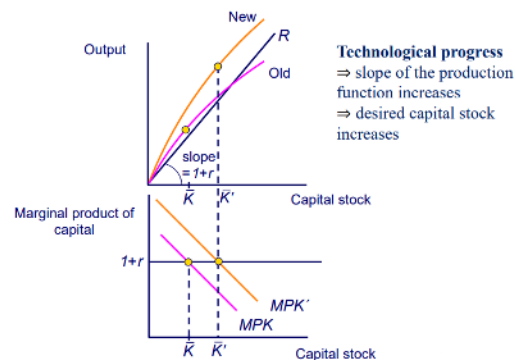 New
Output
R
Old
Technological progress
⇒ slope of the production
function increases
⇒ desired capital stock
increases
slope
= 1+r
K̄
K̄'
Capital stock
Marginal product of
capital
1+r
MPK´
MPK
K̄
K̄'
Capital stock